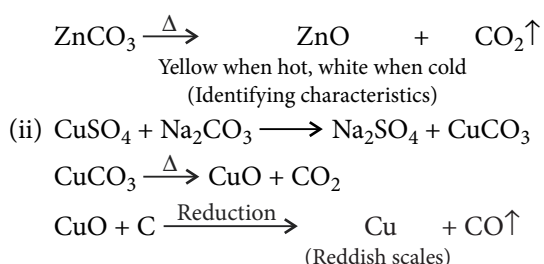 ZnCO₃ —Δ→ ZnO + CO₂↑
Yellow when hot, white when cold
(Identifying characteristics)
(ii) CuSO₄ + Na₂CO₃ ⟶ Na₂SO₄ + CuCO₃
CuCO₃ —Δ→ CuO + CO₂
CuO + C —Reduction→ Cu + CO↑
(Reddish scales)